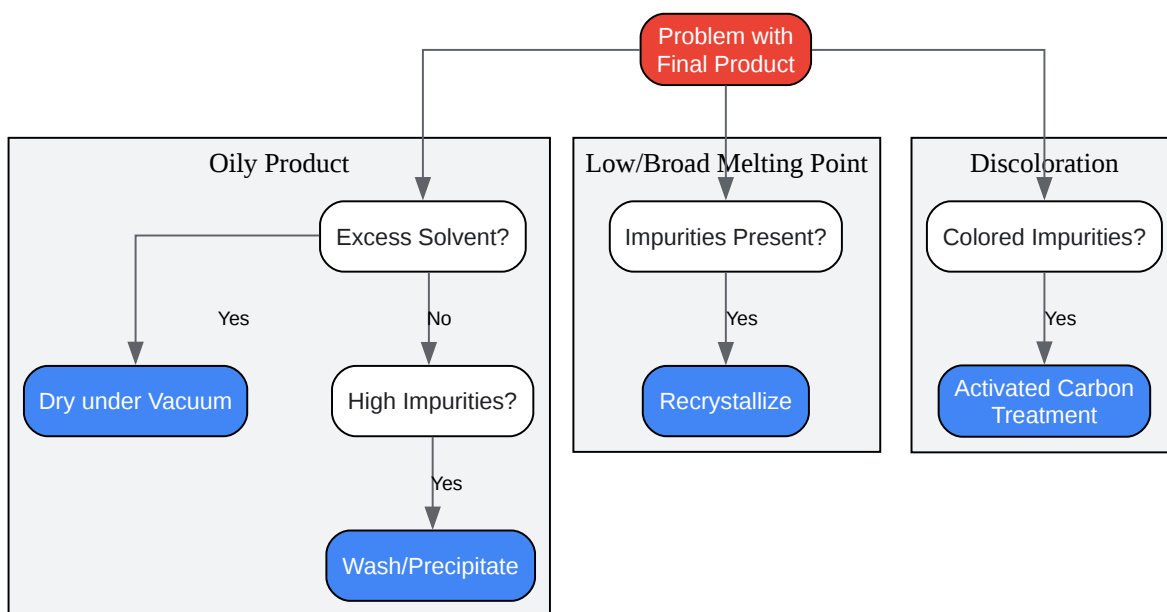 Problem with
Final Product
Oily Product
Low/Broad Melting Point
Discoloration
Excess Solvent?
Impurities Present?
Colored Impurities?
Yes
No
Yes
Yes
Dry under Vacuum
High Impurities?
Recrystallize
Activated Carbon
Treatment
Yes
Wash/Precipitate